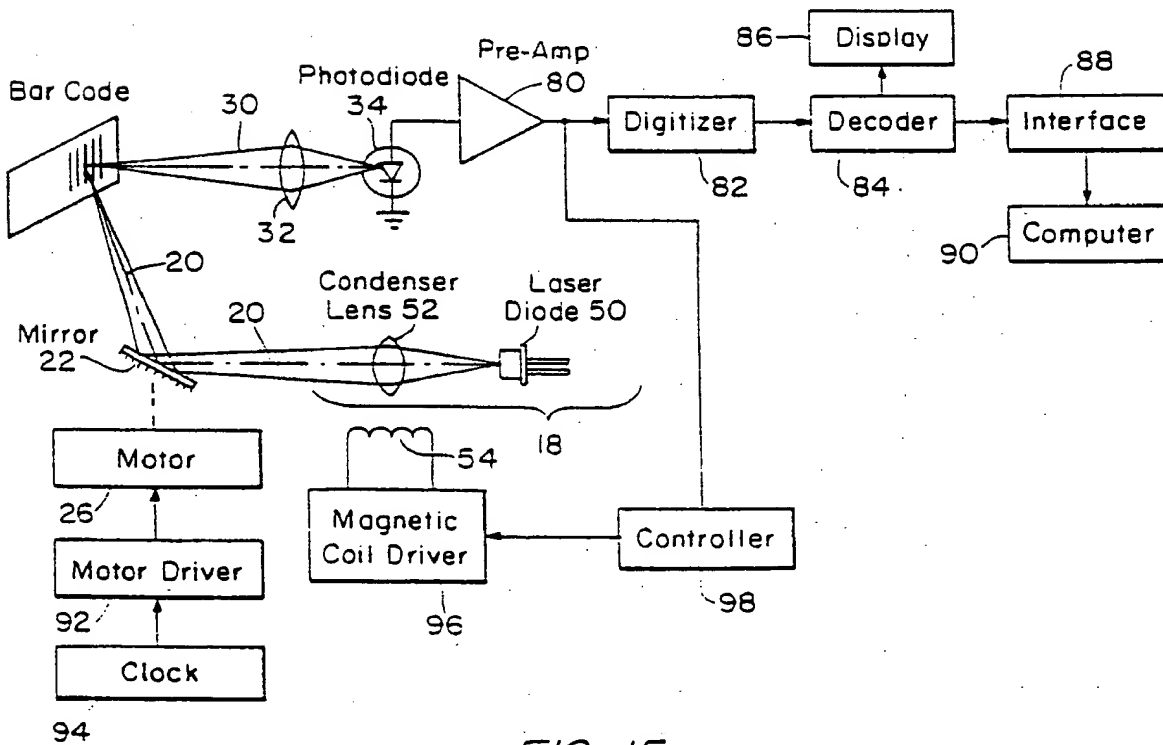 86
Display
Pre-Amp
80
88
Bar Code
Photodiode
34
30
Digitizer
Decoder
Interface
82
84
32
90
Computer
20
Condenser
Lens 52
Laser
Diode 50
20
Mirror
22
18
54
Motor
26
Magnetic
Coil Driver
Controller
96
98
Motor Driver
92
Clock
94